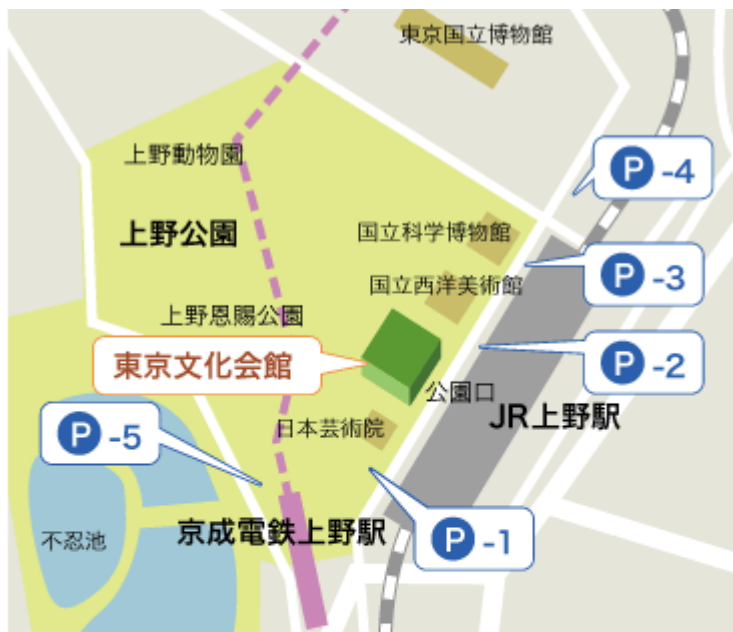 東京国立博物館
上野動物園
P-4
上野公園
国立科学博物館
P-3
国立西洋美術館
上野恩賜公園
東京文化会館
P-2
公園口
JR上野駅
日本芸術院
P-5
不忍池
京成電鉄上野駅
P-1